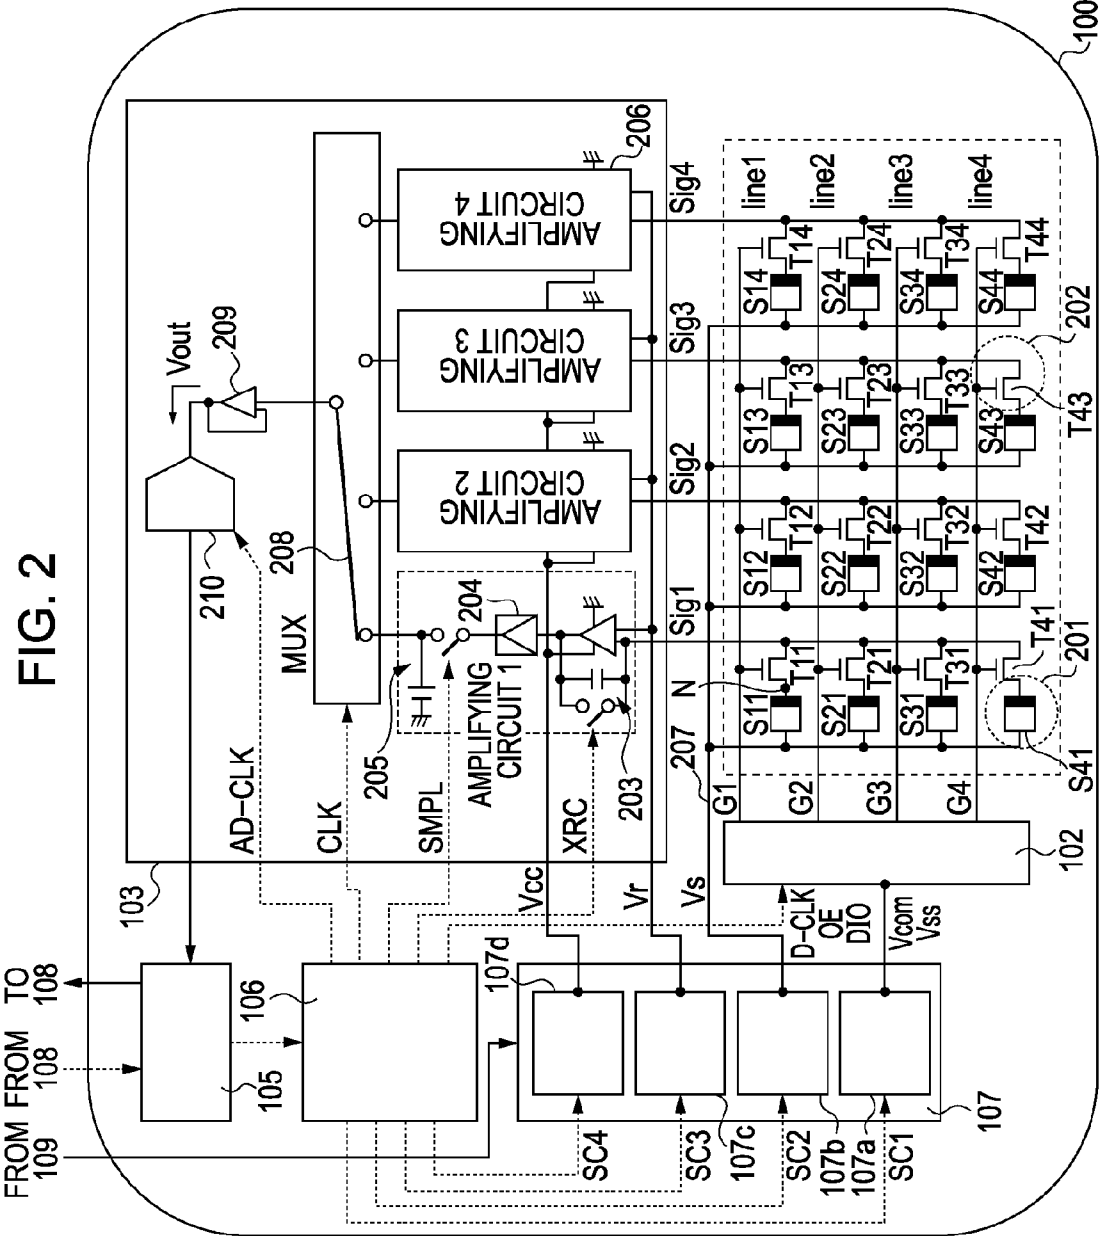 FIG. 2
FROM 109
FROM 108
TO 108
105
106
107
107d
107c
107b
107a
SC4
SC3
SC2
SC1
103
AD-CLK
CLK
SMPL
XRC
Vcc
Vr
Vs
D-CLK
OE
DIO
Vcom
Vss
102
210
Vout
209
MUX
208
205
AMPLIFYING
CIRCUIT 1
204
203
AMPLIFYING
CIRCUIT 2
AMPLIFYING
CIRCUIT 3
AMPLIFYING
CIRCUIT 4
206
Sig1
Sig2
Sig3
Sig4
207
N
G1
G2
G3
G4
line1
line2
line3
line4
S11
T11
S12
T12
S13
T13
S14
T14
S21
T21
S22
T22
S23
T23
S24
T24
S31
T31
S32
T32
S33
T33
S34
T34
S41
T41
S42
T42
S43
T43
S44
T44
201
202
100